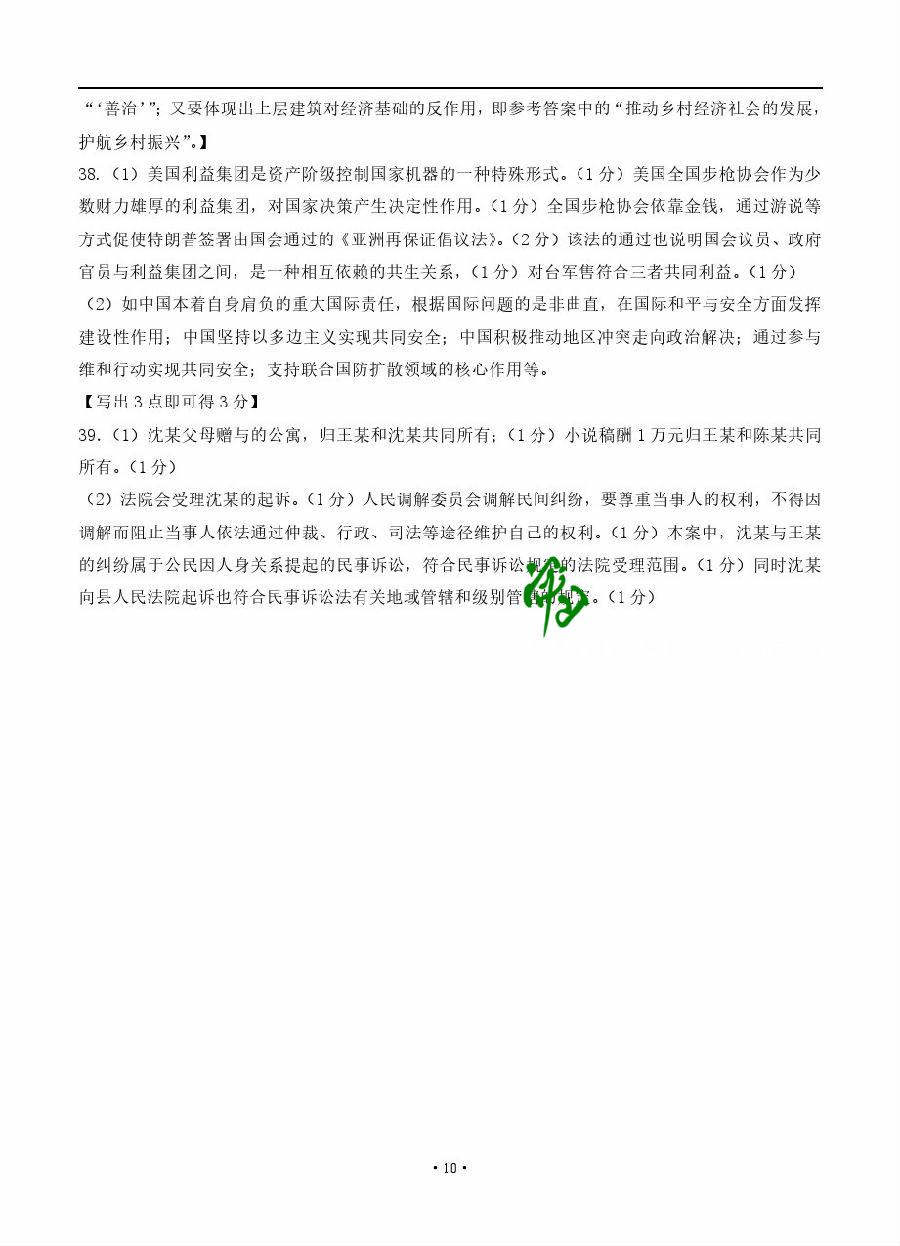 “‘善治’”；又要体现出上层建筑对经济基础的反作用，即参考答案中的“推动乡村经济社会的发展，
护航乡村振兴”。】
38.（1）美国利益集团是资产阶级控制国家机器的一种特殊形式。（1分）美国全国步枪协会作为少
数财力雄厚的利益集团，对国家决策产生决定性作用。（1分）全国步枪协会依靠金钱，通过游说等
方式促使特朗普签署由国会通过的《亚洲再保证倡议法》。（2分）该法的通过也说明国会议员、政府
官员与利益集团之间，是一种相互依赖的共生关系，（1分）对台军售符合三者共同利益。（1分）
（2）如中国本着自身肩负的重大国际责任，根据国际问题的是非曲直，在国际和平与安全方面发挥
建设性作用；中国坚持以多边主义实现共同安全；中国积极推动地区冲突走向政治解决；通过参与
维和行动实现共同安全；支持联合国防扩散领域的核心作用等。
【写出3点即可得3分】
39.（1）沈某父母赠与的公寓，归王某和沈某共同所有；（1分）小说稿酬1万元归王某和陈某共同
所有。（1分）
（2）法院会受理沈某的起诉。（1分）人民调解委员会调解民间纠纷，要尊重当事人的权利，不得因
调解而阻止当事人依法通过仲裁、行政、司法等途径维护自己的权利。（1分）本案中，沈某与王某
的纠纷属于公民因人身关系提起的民事诉讼，符合民事诉讼规定的法院受理范围。（1分）同时沈某
向县人民法院起诉也符合民事诉讼法有关地域管辖和级别管辖的规定。（1分）
·10·